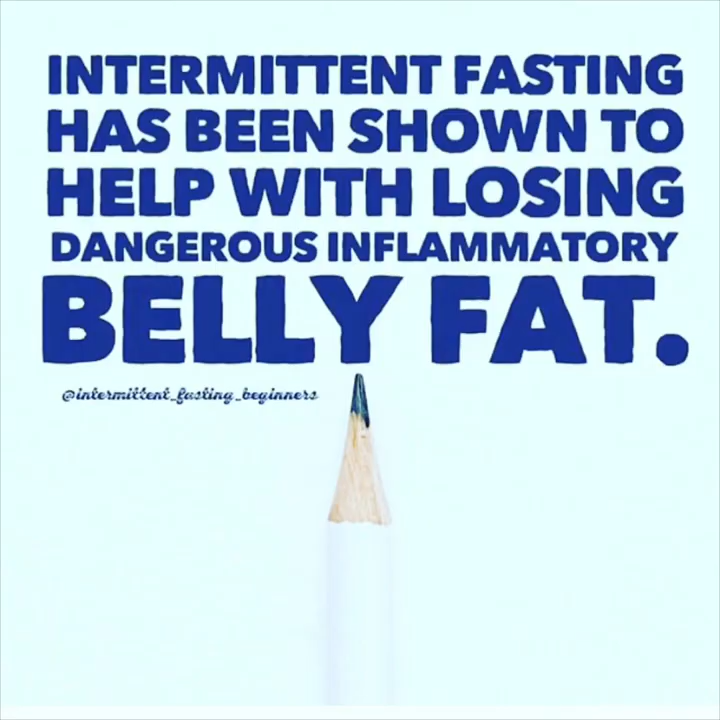 INTERMITTENT FASTING
HAS BEEN SHOWN TO
HELP WITH LOSING
DANGEROUS INFLAMMATORY
BELLY FAT.
@intermittent_fasting_beginners